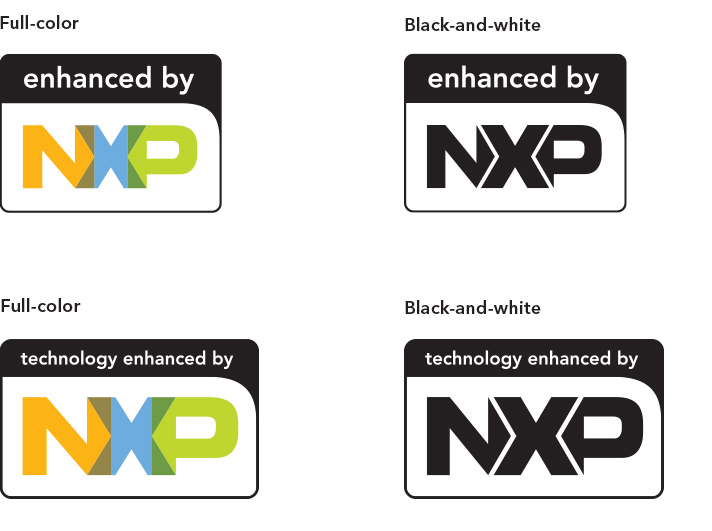 Full-color
Black-and-white
enhanced by
enhanced by
NXP
NXP
Full-color
Black-and-white
technology enhanced by
technology enhanced by
NXP
NXP